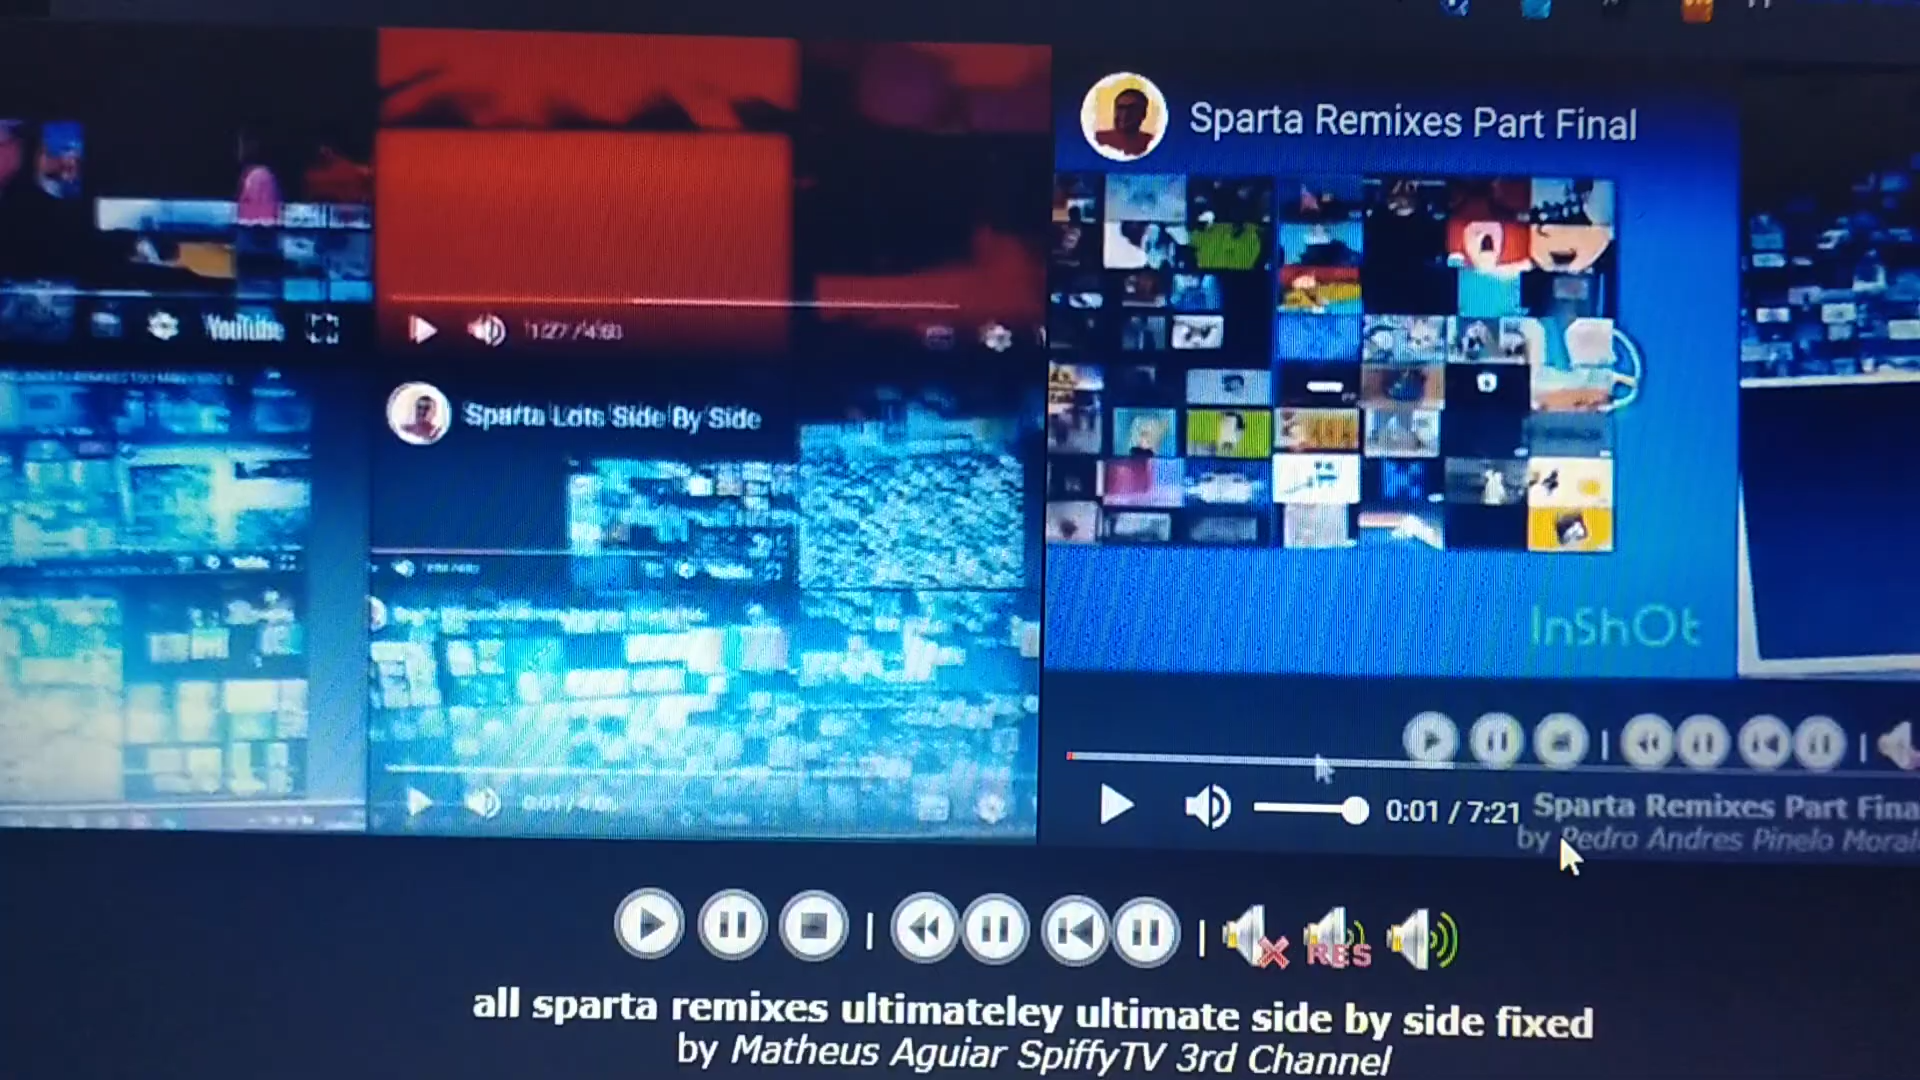 Sparta Remixes Part Final
YouTube
Sparta Lots Side By Side
InShOt
0:01 / 7:21
Sparta Remixes Part Fina
by Pedro Andres Pinelo Moral
RES
all sparta remixes ultimateley ultimate side by side fixed
by Matheus Aguiar SpiffyTV 3rd Channel